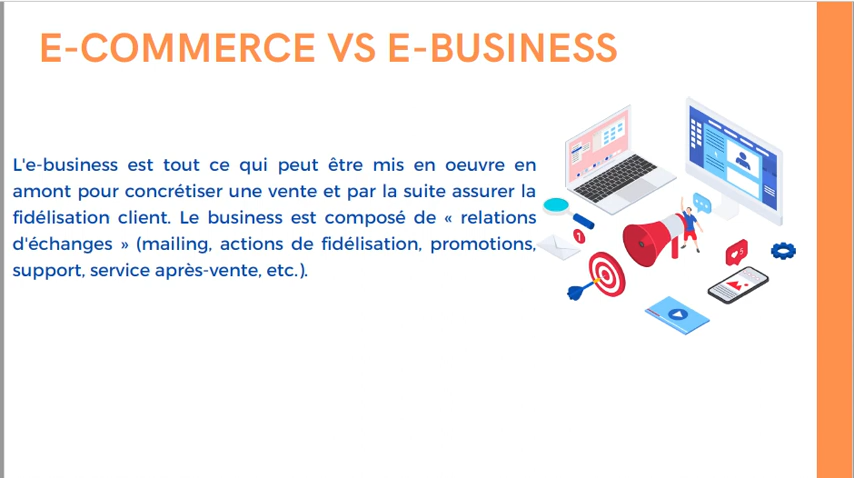 E-COMMERCE VS E-BUSINESS
L'e-business est tout ce qui peut être mis en oeuvre en
amont pour concrétiser une vente et par la suite assurer la
fidélisation client. Le business est composé de « relations
d'échanges » (mailing, actions de fidélisation, promotions,
support, service après-vente, etc.).
1
5